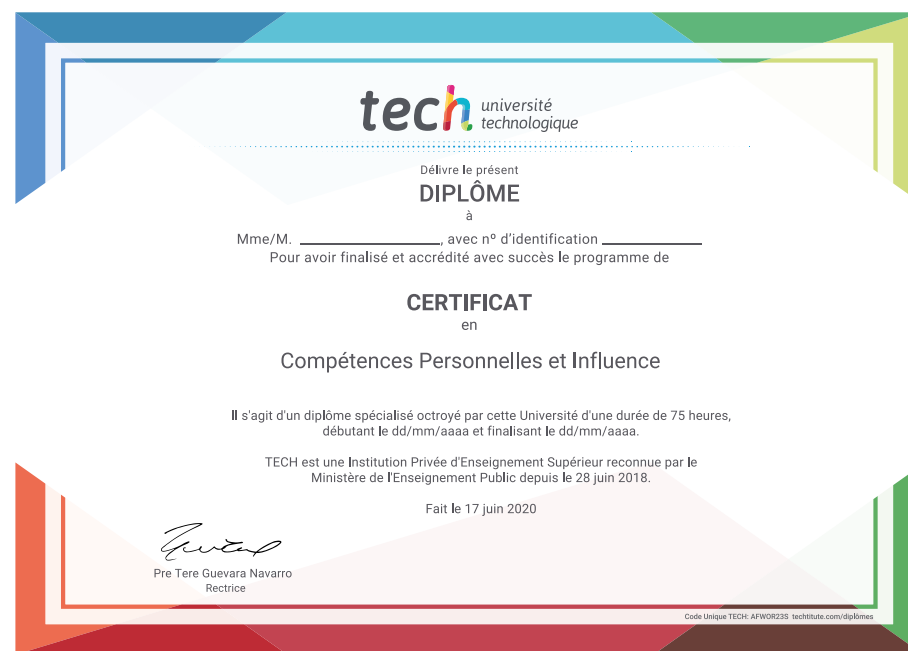 tech université
technologique
Délivre le présent
DIPLÔME
à
Mme/M. ____________________, avec nº d'identification ______________
Pour avoir finalisé et accrédité avec succès le programme de
CERTIFICAT
en
Compétences Personnelles et Influence
Il s'agit d'un diplôme spécialisé octroyé par cette Université d'une durée de 75 heures,
débutant le dd/mm/aaaa et finalisant le dd/mm/aaaa.
TECH est une Institution Privée d'Enseignement Supérieur reconnue par le
Ministère de l'Enseignement Public depuis le 28 juin 2018.
Fait le 17 juin 2020
Pre Tere Guevara Navarro
Rectrice
Code Unique TECH: AFWOR23S techtitute.com/diplômes